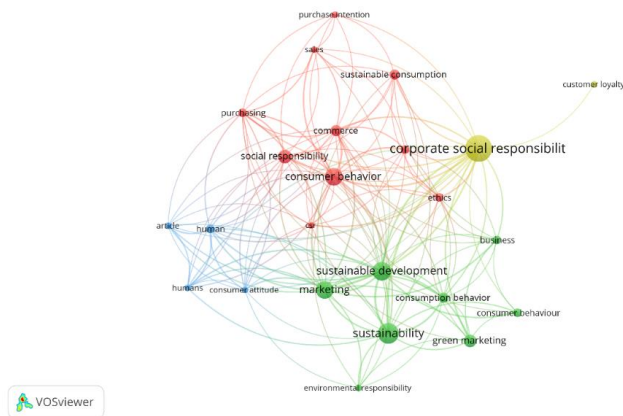 purchase intention
sales
sustainable consumption
customer loyalty
purchasing
commerce
corporate social responsibilit
social responsibility
consumer behavior
ethics
article
human
csr
business
sustainable development
humans
consumer attitude
marketing
consumption behavior
consumer behaviour
sustainability
green marketing
environmental responsibility
VOSviewer